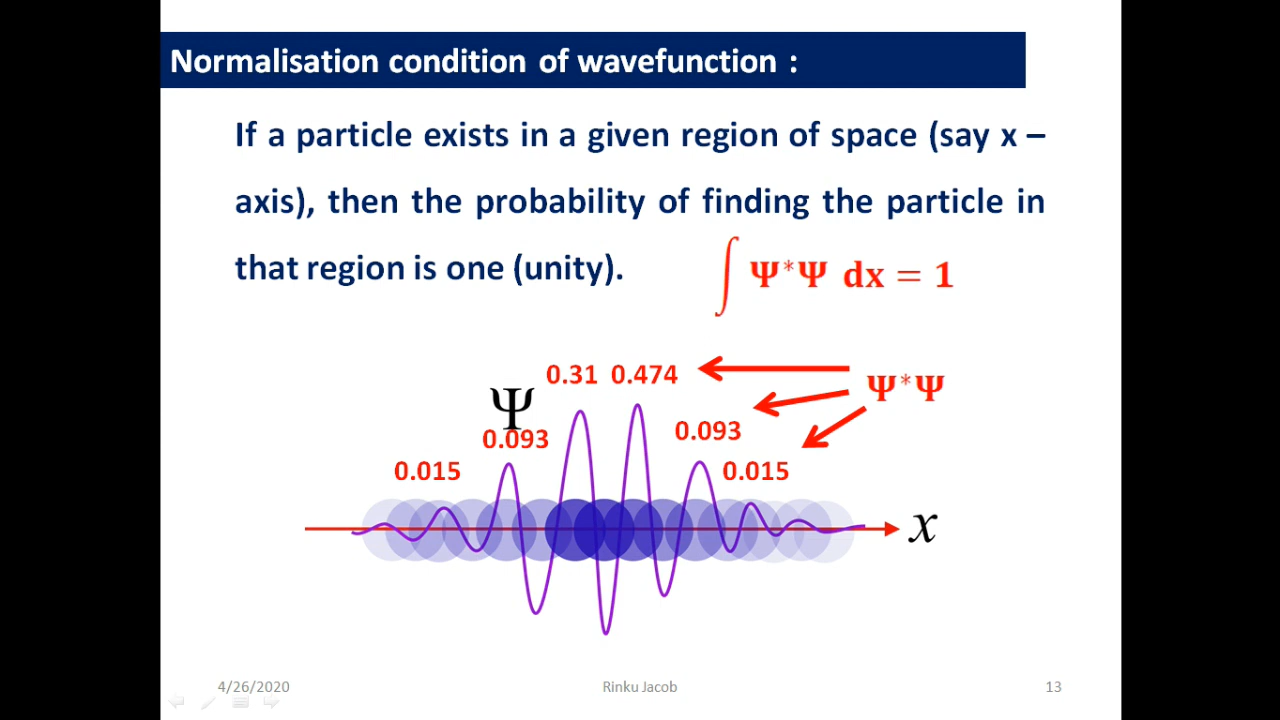 Normalisation condition of wavefunction :
If a particle exists in a given region of space (say x –
axis), then the probability of finding the particle in
that region is one (unity). ∫ Ψ*Ψ dx = 1
0.31 0.474
Ψ*Ψ
Ψ
0.093 0.093
0.015 0.015
x
4/26/2020 Rinku Jacob 13